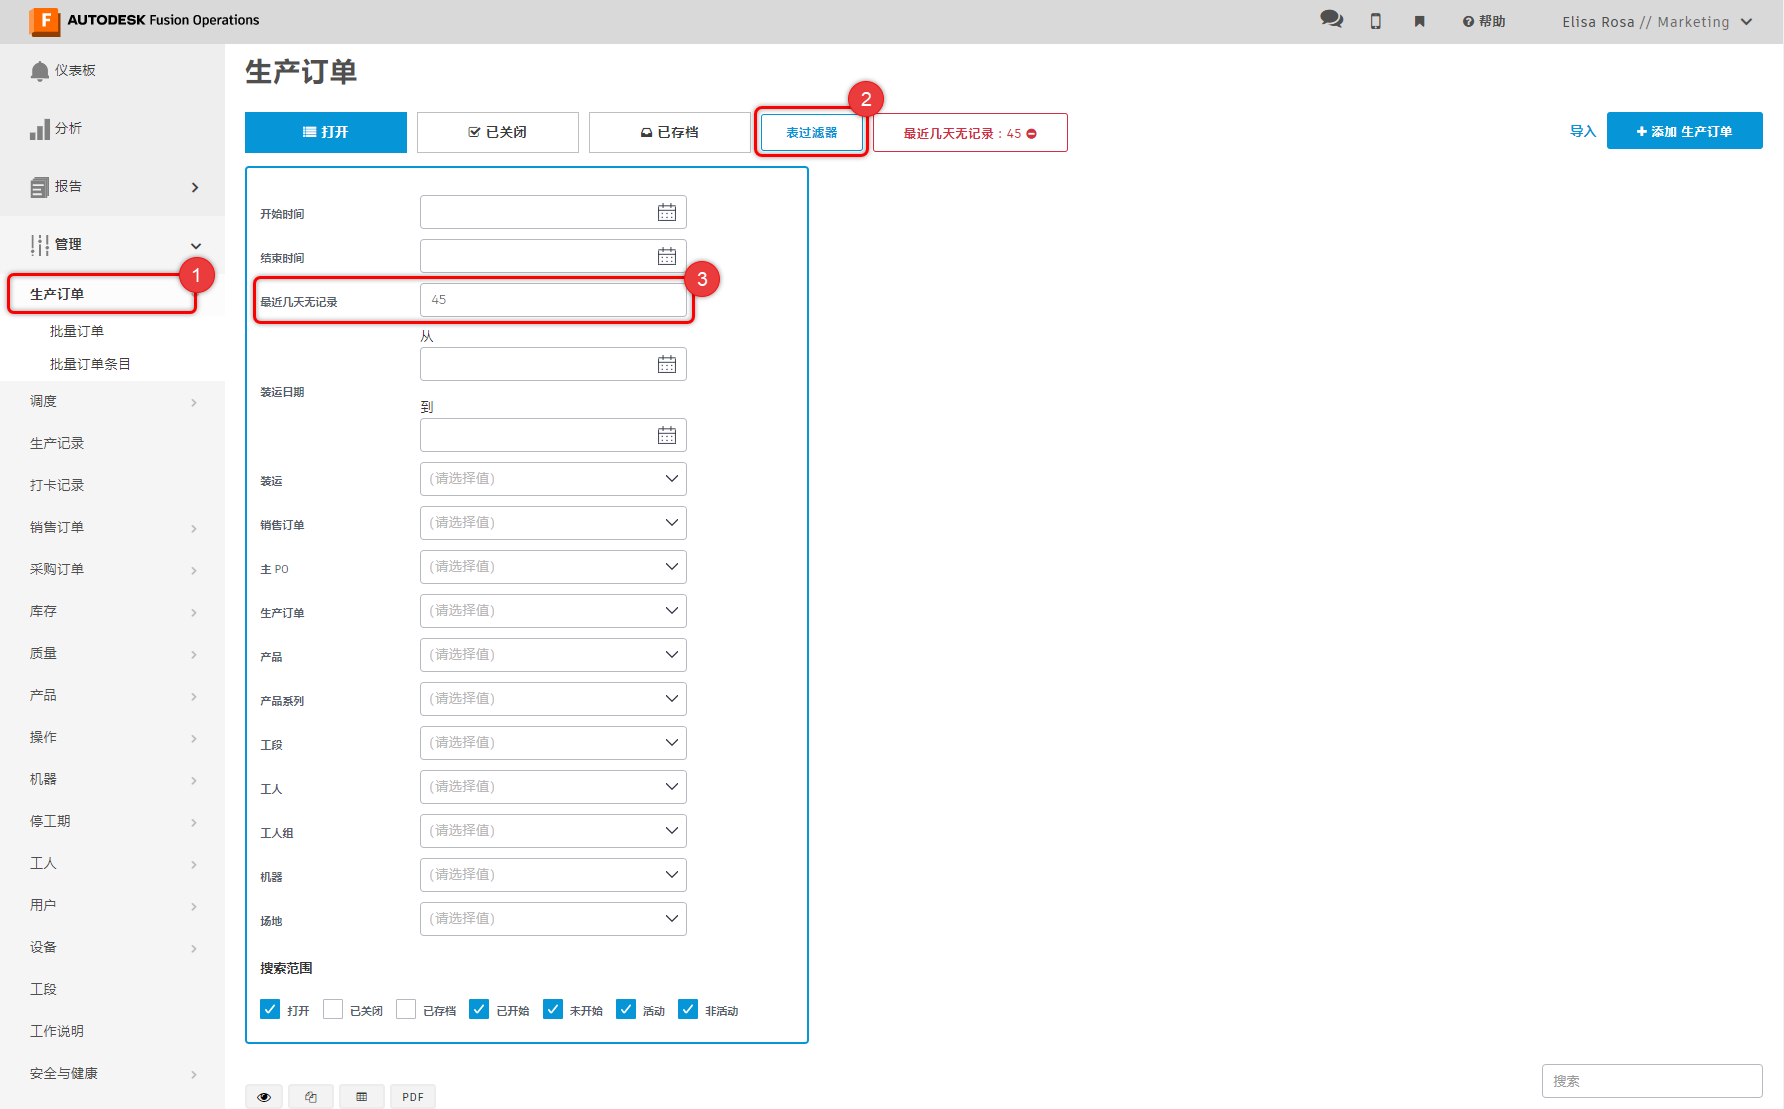 F AUTODESK Fusion Operations
帮助
Elisa Rosa // Marketing
仪表板
分析
报告
管理
1
生产订单
批量订单
批量订单条目
调度
生产记录
打卡记录
销售订单
采购订单
库存
质量
产品
操作
机器
停工期
工人
用户
设备
工段
工作说明
安全与健康
生产订单
打开
已关闭
已存档
2
表过滤器
最近几天无记录：45
导入
添加 生产订单
开始时间
结束时间
3
最近几天无记录 45
从
装运日期
到
装运 (请选择值)
销售订单 (请选择值)
主 PO (请选择值)
生产订单 (请选择值)
产品 (请选择值)
产品系列 (请选择值)
工段 (请选择值)
工人 (请选择值)
工人组 (请选择值)
机器 (请选择值)
场地 (请选择值)
搜索范围
打开 已关闭 已存档 已开始 未开始 活动 非活动
搜索
PDF